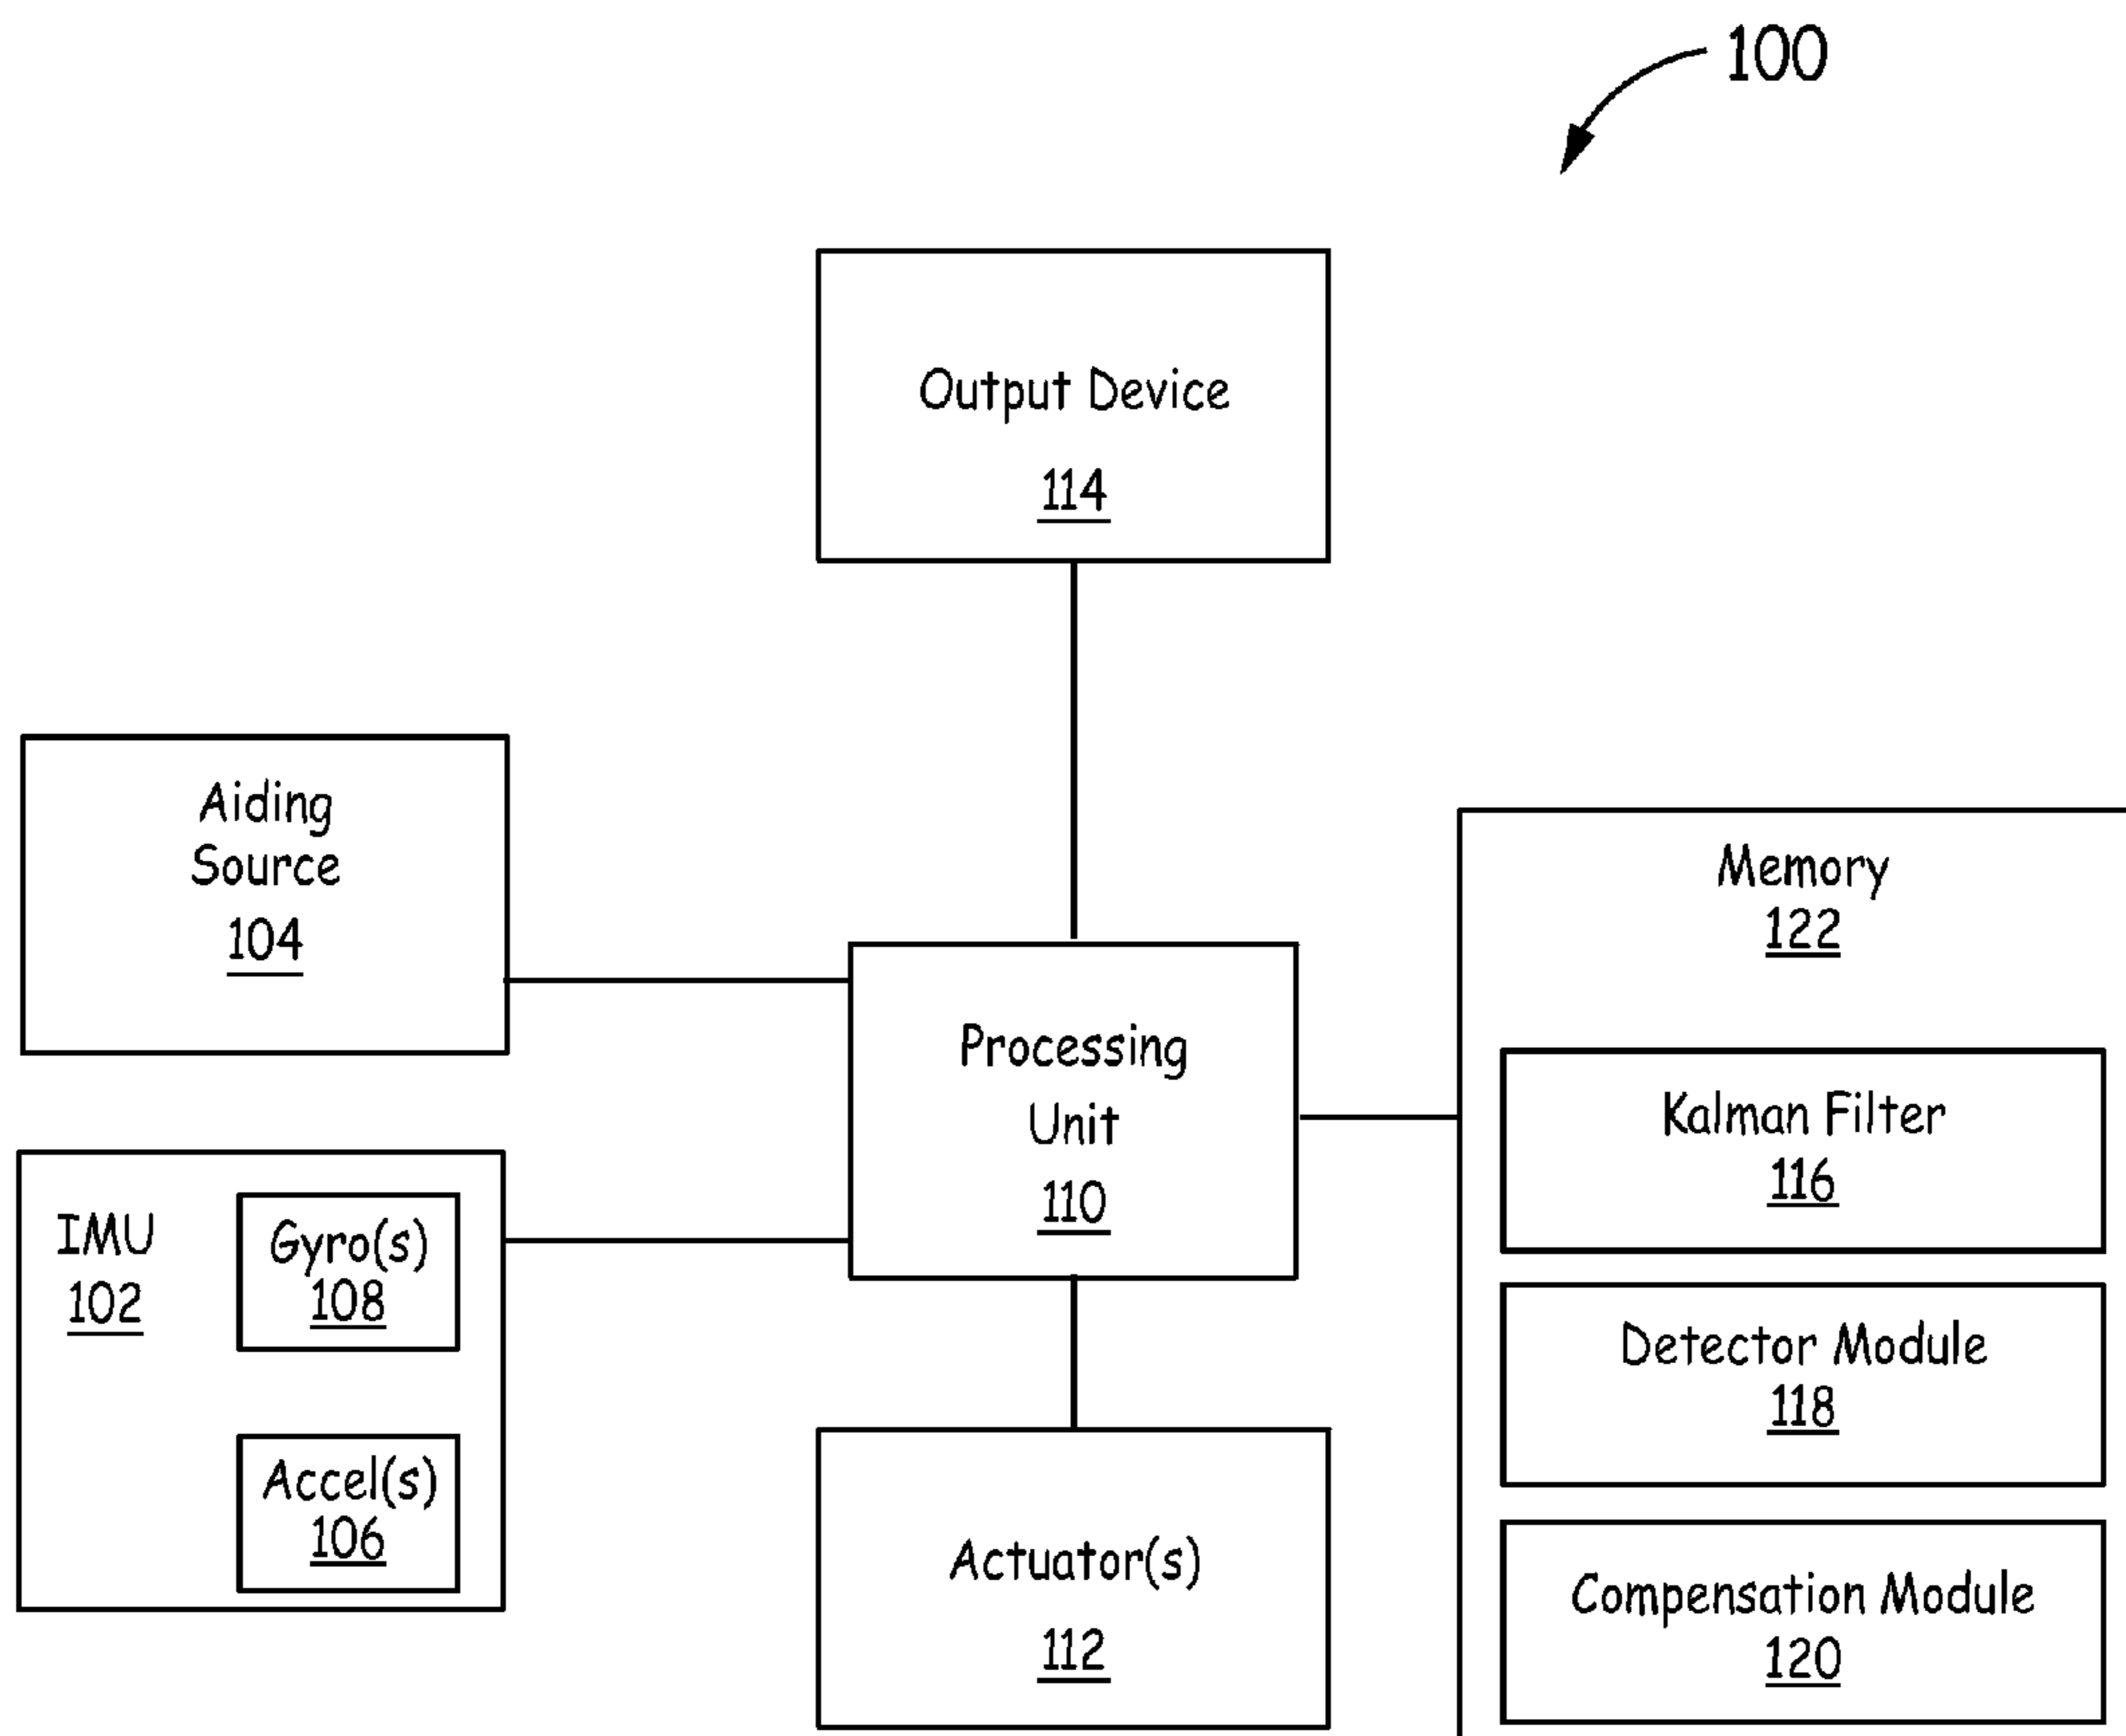 100
Output Device
114
Aiding
Source
104
Memory
122
Processing
Unit
110
Kalman Filter
116
IMU
102
Gyro(s)
108
Detector Module
118
Accel(s)
106
Actuator(s)
112
Compensation Module
120